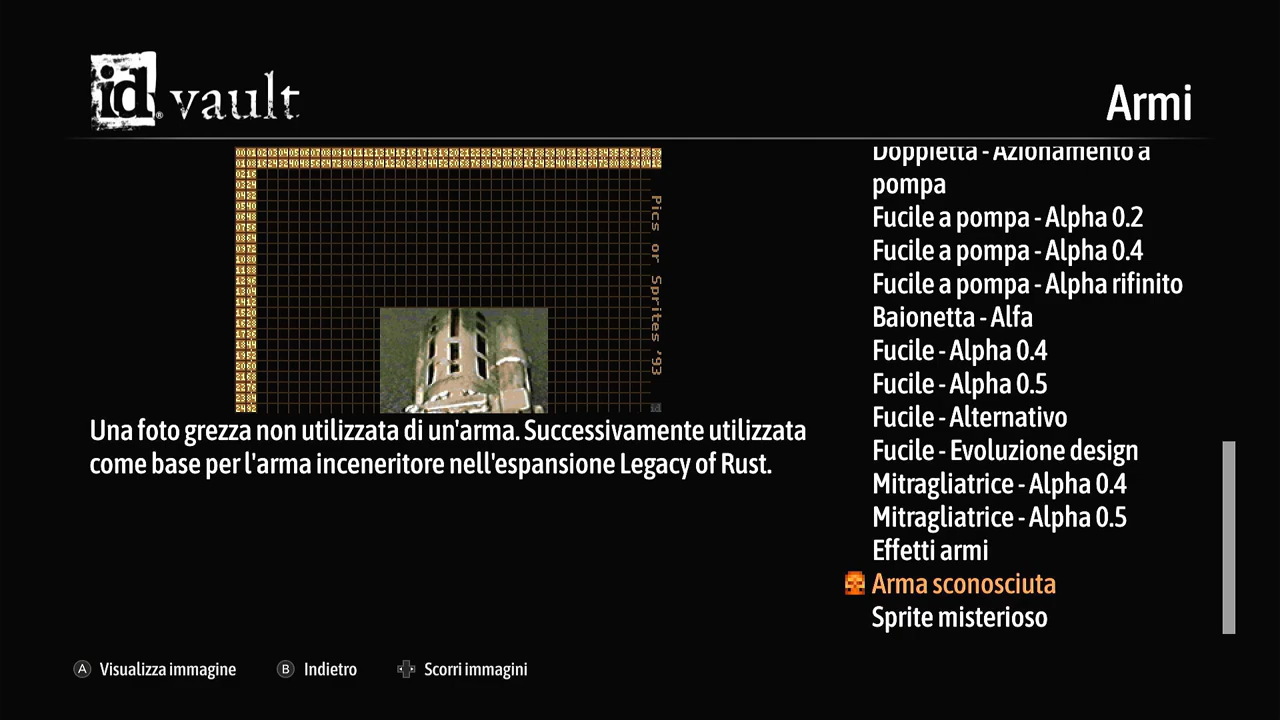 id® vault
Armi
Doppietta - Azionamento a
pompa
Fucile a pompa - Alpha 0.2
Fucile a pompa - Alpha 0.4
Fucile a pompa - Alpha rifinito
Baionetta - Alfa
Fucile - Alpha 0.4
Fucile - Alpha 0.5
Fucile - Alternativo
Fucile - Evoluzione design
Mitragliatrice - Alpha 0.4
Mitragliatrice - Alpha 0.5
Effetti armi
Arma sconosciuta
Sprite misterioso
Pics or Sprites '93
Una foto grezza non utilizzata di un'arma. Successivamente utilizzata
come base per l'arma inceneritore nell'espansione Legacy of Rust.
A Visualizza immagine
B Indietro
Scorri immagini